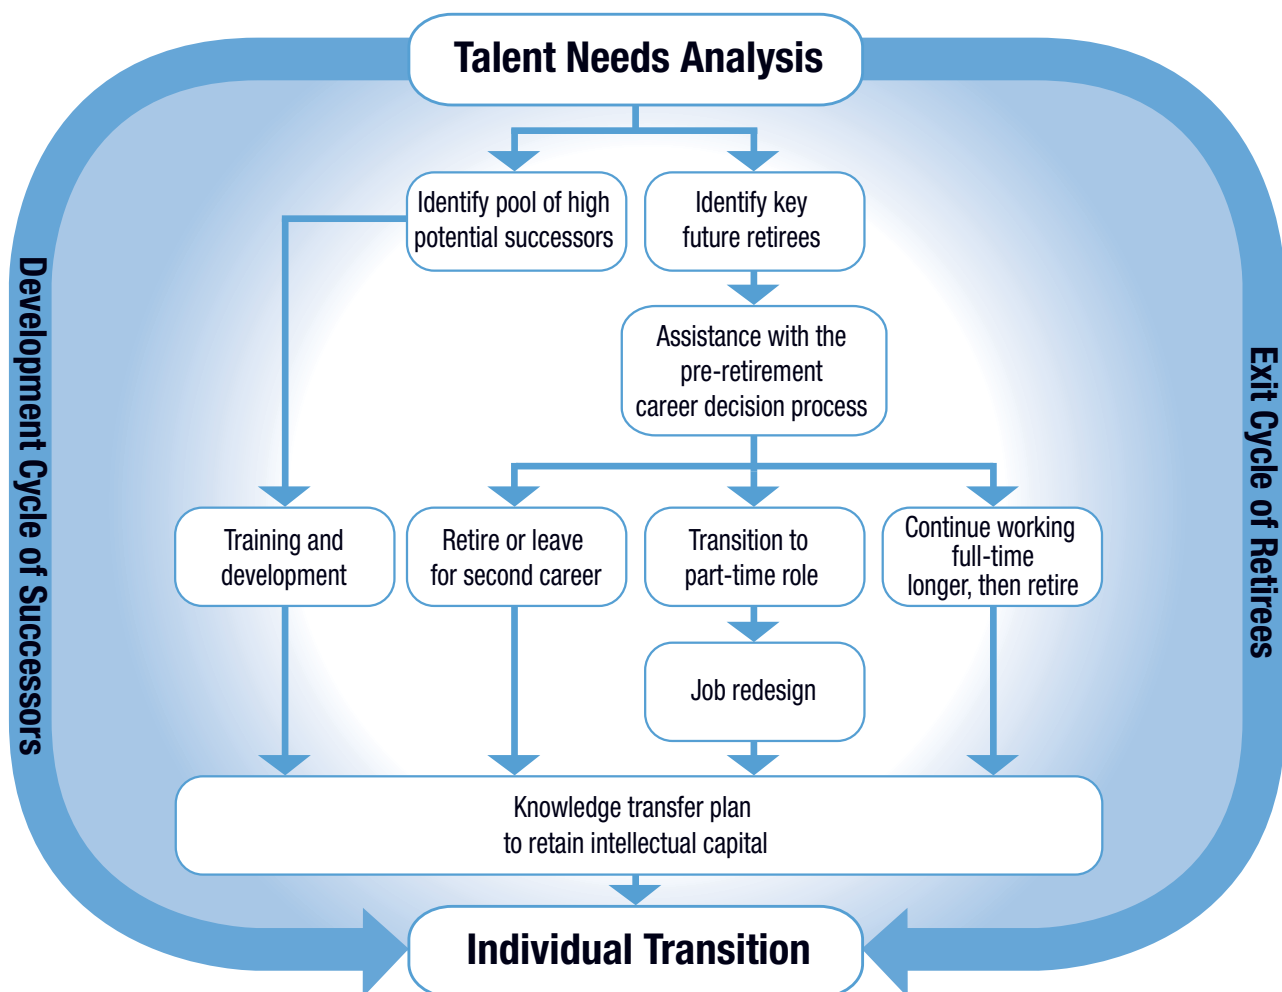 Talent Needs Analysis
Identify pool of high
potential successors
Identify key
future retirees
Assistance with the
pre-retirement
career decision process
Training and
development
Retire or leave
for second career
Transition to
part-time role
Continue working
full-time
longer, then retire
Job redesign
Knowledge transfer plan
to retain intellectual capital
Individual Transition
Development Cycle of Successors
Exit Cycle of Retirees